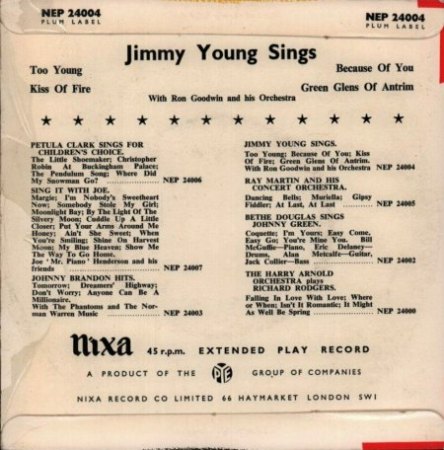 NEP 24004
PLUM LABEL
NEP 24004
PLUM LABEL
Jimmy Young Sings
Too Young
Because Of You
Kiss Of Fire
Green Glens Of Antrim
With Ron Goodwin and his Orchestra
PETULA CLARK SINGS FOR
CHILDREN'S CHOICE.
The Little Shoemaker; Christopher
Robin At Buckingham Palace;
The Pendulum Song; Where Did
My Snowman Go? NEP 24006
SING IT WITH JOE.
Margie; I'm Nobody's Sweetheart
Now; Somebody Stole My Girl;
Moonlight Bay; By The Light Of The
Silvery Moon; Cuddle Up A Little
Closer; Put Your Arms Around Me
Honey; Ain't She Sweet; When
You're Smiling; Shine On Harvest
Moon; My Blue Heaven; Show Me
The Way To Go Home.
Joe 'Mr. Piano' Henderson and his
friends NEP 24007
JOHNNY BRANDON HITS.
Tomorrow; Dreamers' Highway;
Don't Worry; Anyone Can Be A
Millionaire.
With The Phantoms and The Nor-
man Warren Music NEP 24003
JIMMY YOUNG SINGS.
Too Young; Because Of You; Kiss
Of Fire; Green Glens Of Antrim.
With Ron Goodwin and his Orchestra NEP 24004
RAY MARTIN AND HIS
CONCERT ORCHESTRA.
Dancing Bells; Muriella; Gipsy
Fiddler; At Last, At Last NEP 24005
BETHE DOUGLAS SINGS
JOHNNY GREEN.
Coquette; I'm Yours; Easy Come,
Easy Go; You're Mine You. Bill
McGuffie—Piano, Eric Delaney—
Drums, Alan Metcalfe—Guitar,
Jack Collier—Bass NEP 24002
THE HARRY ARNOLD
ORCHESTRA plays
RICHARD RODGERS.
Falling In Love With Love; Where
or When; Isn't It Romantic; It Might
As Well Be Spring NEP 24000
nixa 45 r.p.m. EXTENDED PLAY RECORD
A PRODUCT OF THE PYE GROUP OF COMPANIES
NIXA RECORD CO LIMITED 66 HAYMARKET LONDON SW1